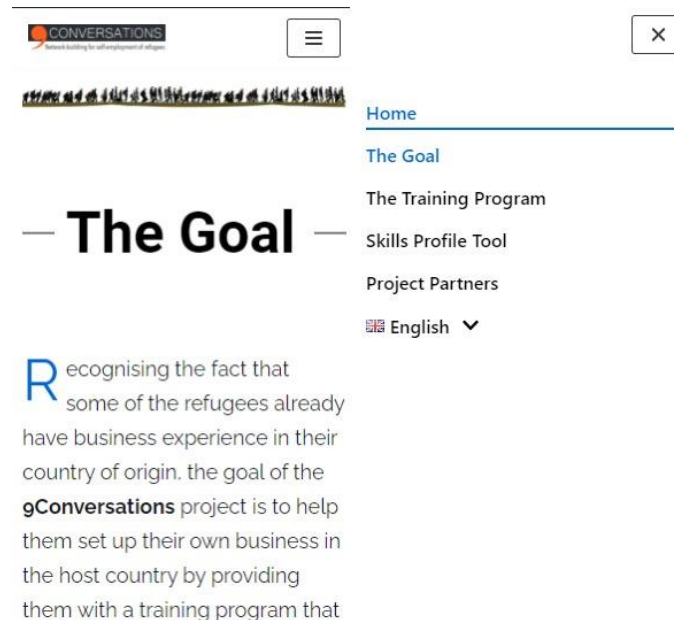 9CONVERSATIONS
Network building for self-employment of refugees
The Goal
Recognising the fact that
some of the refugees already
have business experience in their
country of origin. the goal of the
9Conversations project is to help
them set up their own business in
the host country by providing
them with a training program that
Home
The Goal
The Training Program
Skills Profile Tool
Project Partners
English